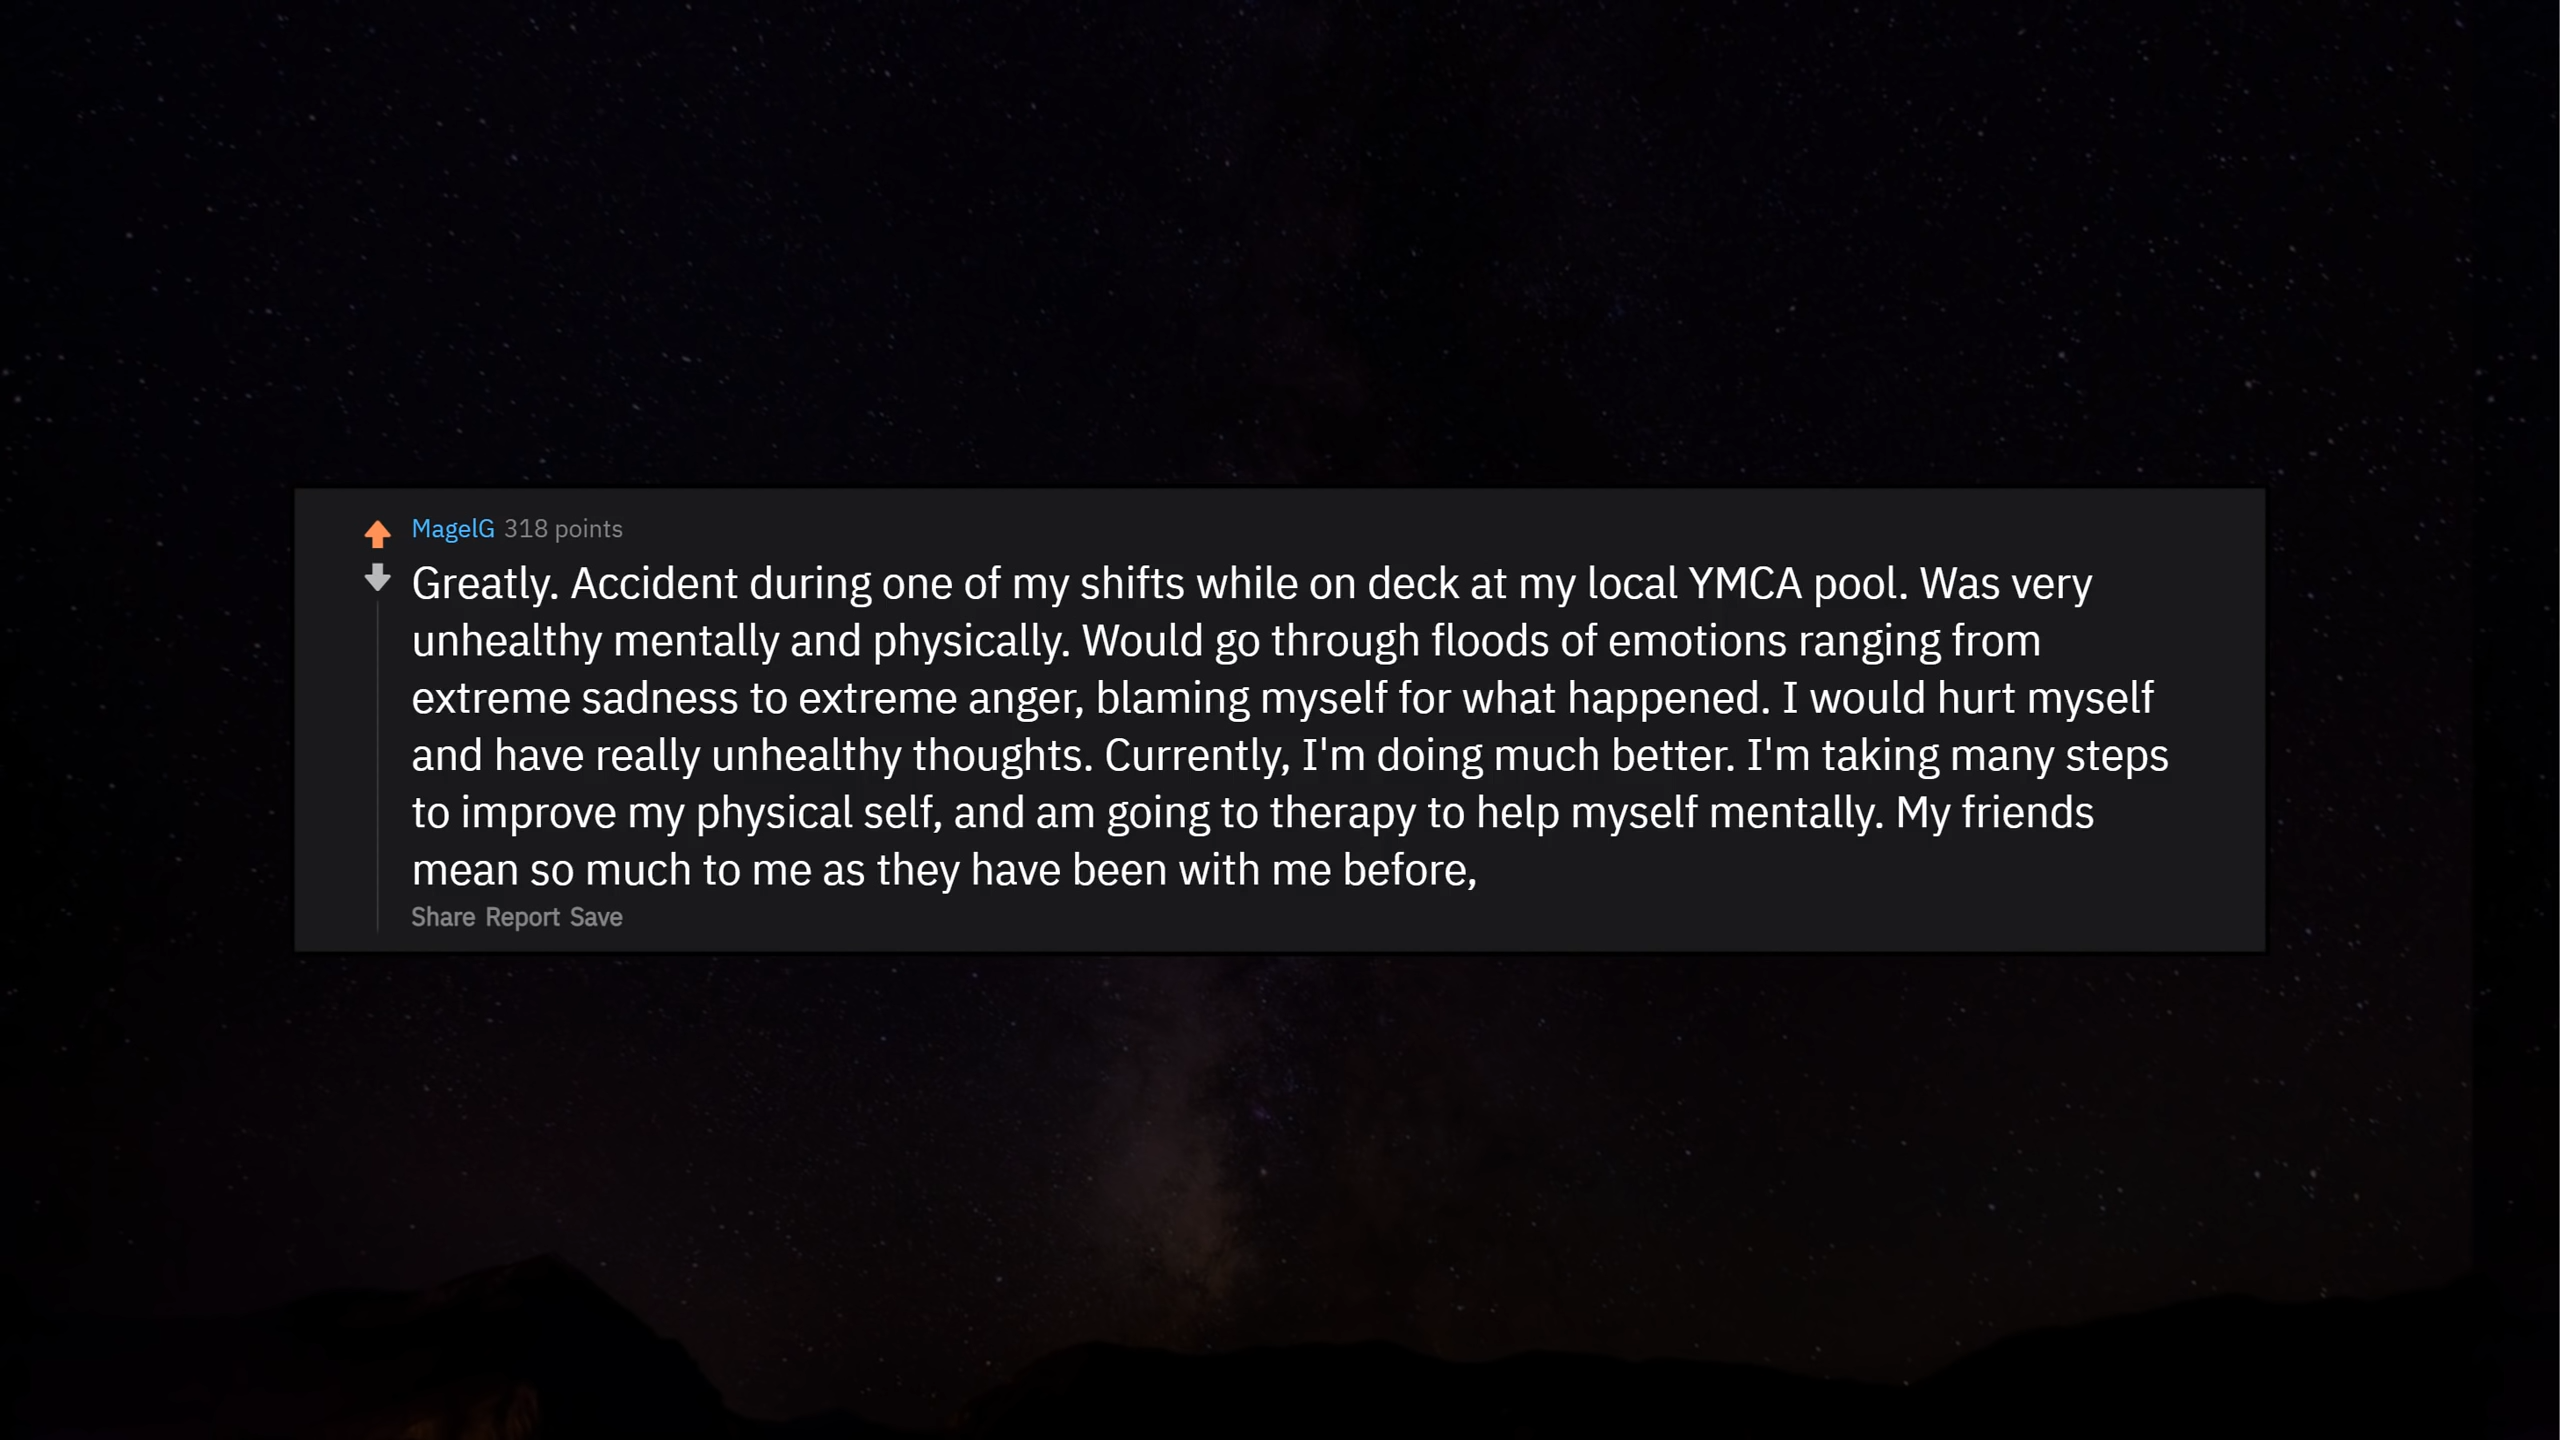 MagelG 318 points
Greatly. Accident during one of my shifts while on deck at my local YMCA pool. Was very
unhealthy mentally and physically. Would go through floods of emotions ranging from
extreme sadness to extreme anger, blaming myself for what happened. I would hurt myself
and have really unhealthy thoughts. Currently, I'm doing much better. I'm taking many steps
to improve my physical self, and am going to therapy to help myself mentally. My friends
mean so much to me as they have been with me before,
Share Report Save